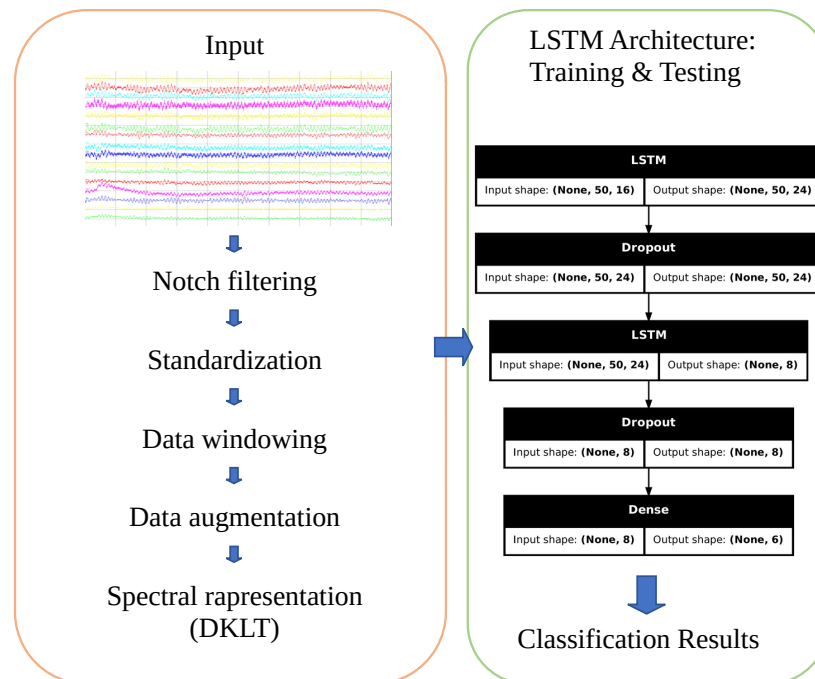 Input
Notch filtering
Standardization
Data windowing
Data augmentation
Spectral rapresentation
(DKLT)
LSTM Architecture:
Training & Testing
LSTM
Input shape: (None, 50, 16) Output shape: (None, 50, 24)
Dropout
Input shape: (None, 50, 24) Output shape: (None, 50, 24)
LSTM
Input shape: (None, 50, 24) Output shape: (None, 8)
Dropout
Input shape: (None, 8) Output shape: (None, 8)
Dense
Input shape: (None, 8) Output shape: (None, 6)
Classification Results